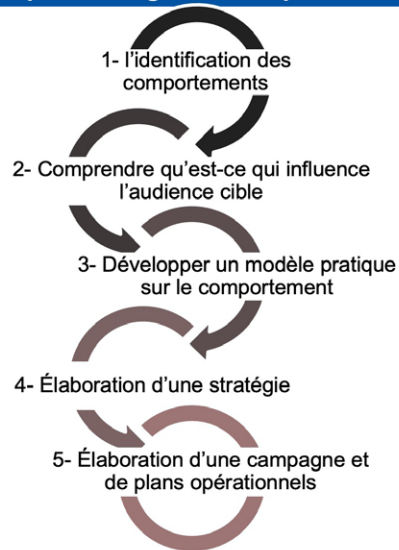 1- l'identification des
comportements
2- Comprendre qu'est-ce qui influence
l'audience cible
3- Développer un modèle pratique
sur le comportement
4- Élaboration d'une stratégie
5- Élaboration d'une campagne et
de plans opérationnels